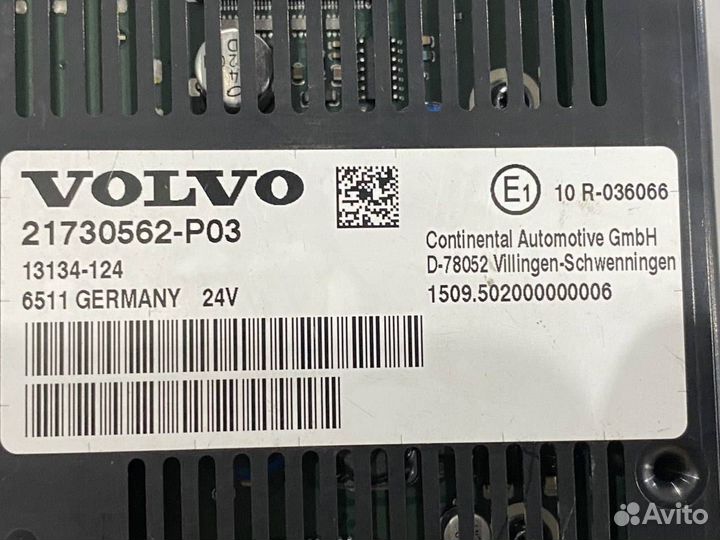 D240
VOLVO
21730562-P03
13134-124
6511 GERMANY 24V
E1 10 R-036066
Continental Automotive GmbH
D-78052 Villingen-Schwenningen
1509.502000000006
Avito